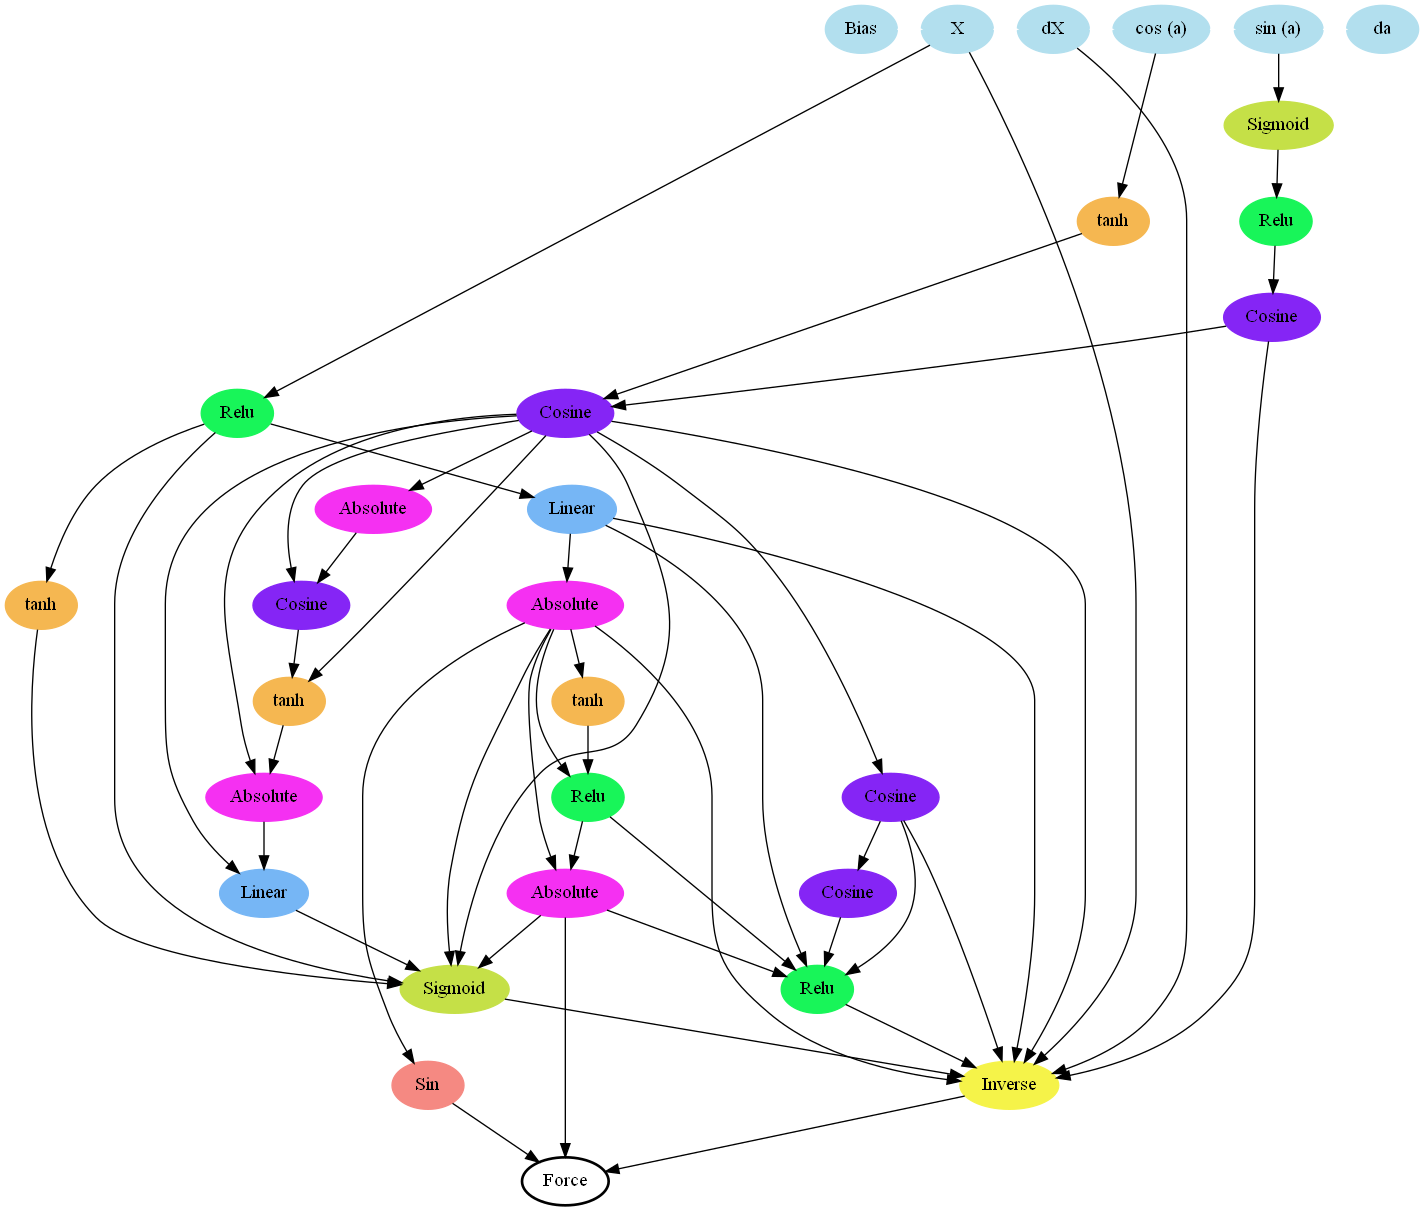 Bias X dX cos (a) sin (a) da
Sigmoid
tanh Relu
Cosine
Relu Cosine
Absolute Linear
tanh Cosine Absolute
tanh tanh
Absolute Relu Cosine
Linear Absolute Cosine
Sigmoid Relu
Sin Inverse
Force